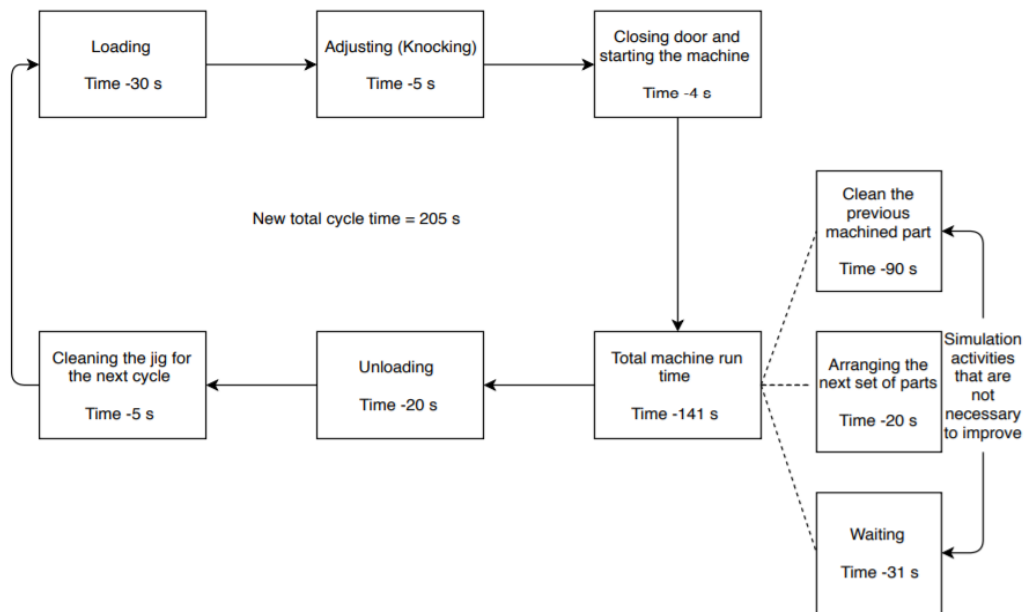 Loading
Time -30 s
Adjusting (Knocking)
Time -5 s
Closing door and
starting the machine
Time -4 s
New total cycle time = 205 s
Clean the
previous
machined part
Time -90 s
Cleaning the jig for
the next cycle
Time -5 s
Unloading
Time -20 s
Total machine run
time
Time -141 s
Arranging the
next set of parts
Time -20 s
Simulation
activities
that are
not
necessary
to improve
Waiting
Time -31 s